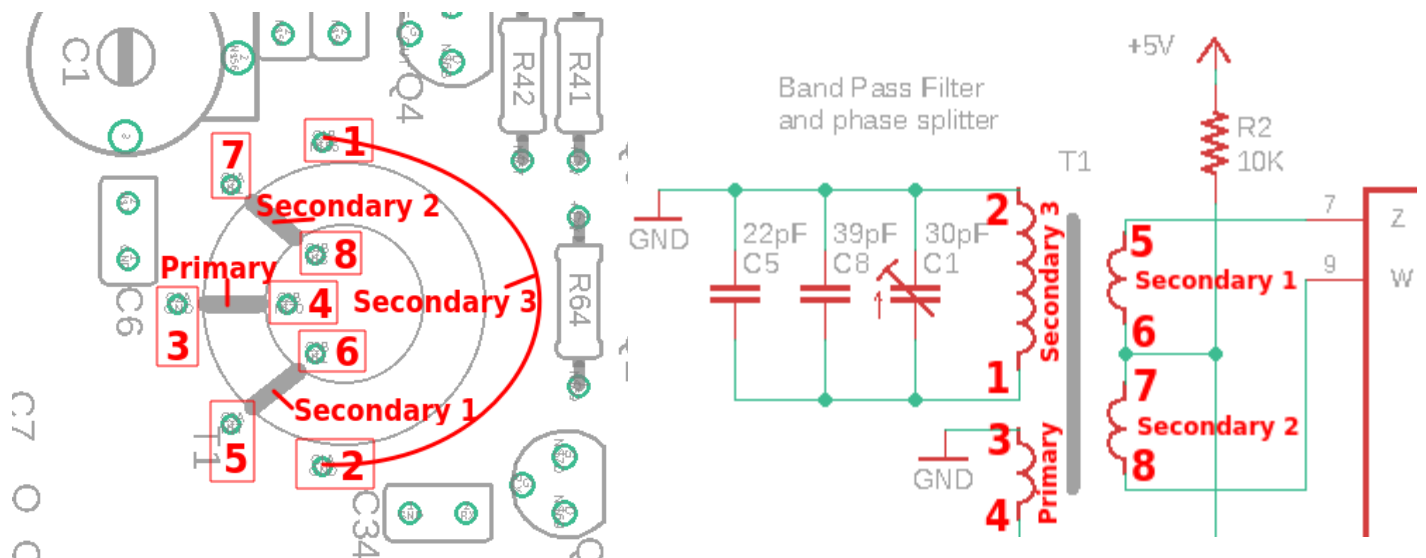 C1
Q4
R42
R41
7
1
Secondary 2
8
Primary
4
Secondary 3
3
6
C6
R64
Secondary 1
5
T1
2
C7
C34
Band Pass Filter
and phase splitter
+5V
R2
10K
T1
GND
22pF
C5
39pF
C8
30pF
C1
2
Secondary 3
1
3
GND
Primary
4
5
Secondary 1
6
7
Secondary 2
8
7
Z
9
W